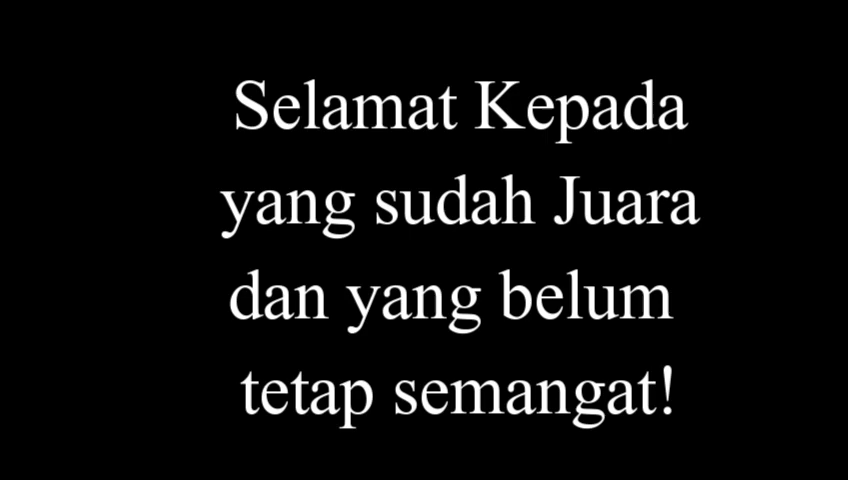 Selamat Kepada
yang sudah Juara
dan yang belum
tetap semangat!